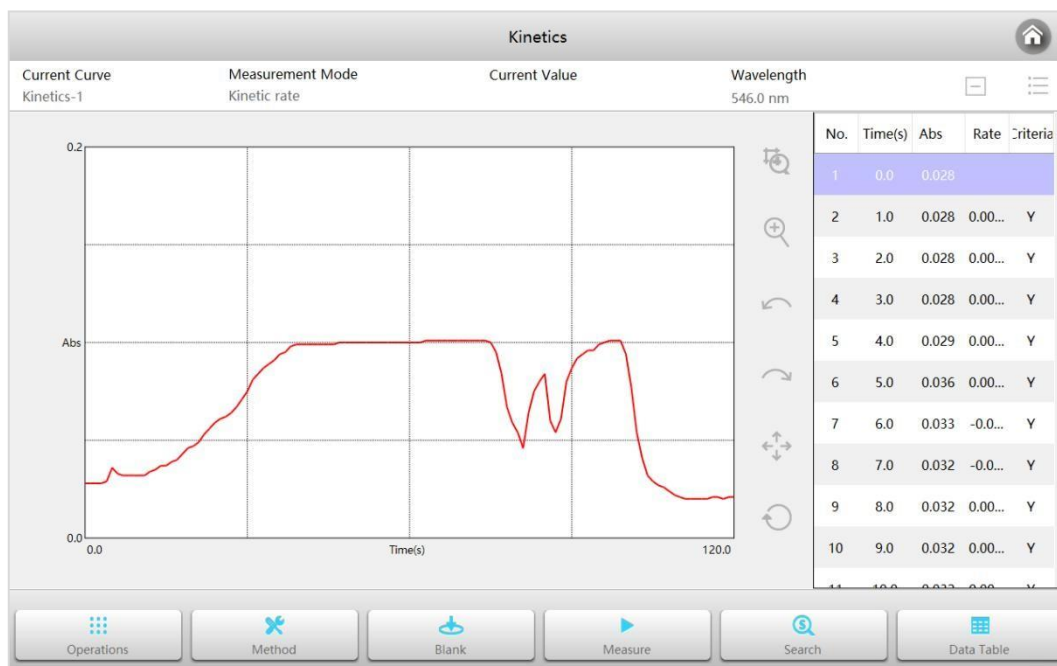 Kinetics
Current Curve Measurement Mode Current Value Wavelength
Kinetics-1 Kinetic rate 546.0 nm
No. Time(s) Abs Rate Criteria
1 0.0 0.028
2 1.0 0.028 0.00... Y
3 2.0 0.028 0.00... Y
4 3.0 0.028 0.00... Y
5 4.0 0.029 0.00... Y
6 5.0 0.036 0.00... Y
7 6.0 0.033 -0.0... Y
8 7.0 0.032 -0.0... Y
9 8.0 0.032 0.00... Y
10 9.0 0.032 0.00... Y
0.2
Abs
0.0
0.0 Time(s) 120.0
Operations Method Blank Measure Search Data Table